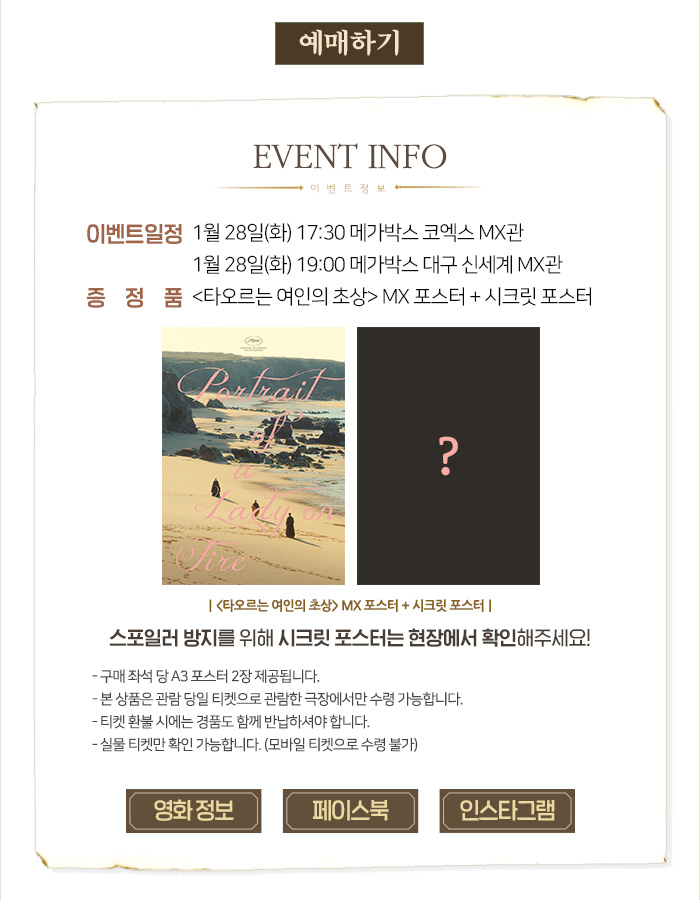 예매하기
EVENT INFO
이벤트정보
이벤트일정 1월 28일(화) 17:30 메가박스 코엑스 MX관
1월 28일(화) 19:00 메가박스 대구 신세계 MX관
증 정 품 <타오르는 여인의 초상> MX 포스터 + 시크릿 포스터
Portrait
of
a
Lady on
Fire
?
| <타오르는 여인의 초상> MX 포스터 + 시크릿 포스터 |
스포일러 방지를 위해 시크릿 포스터는 현장에서 확인해주세요!
- 구매 좌석 당 A3 포스터 2장 제공됩니다.
- 본 상품은 관람 당일 티켓으로 관람한 극장에서만 수령 가능합니다.
- 티켓 환불 시에는 경품도 함께 반납하셔야 합니다.
- 실물 티켓만 확인 가능합니다. (모바일 티켓으로 수령 불가)
영화 정보
페이스북
인스타그램